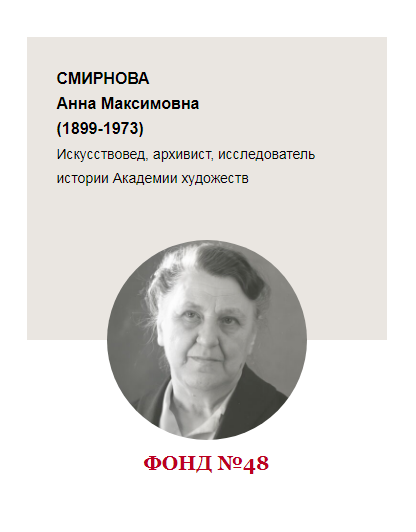 СМИРНОВА
Анна Максимовна
(1899-1973)
Искусствовед, архивист, исследователь
истории Академии художеств
ФОНД №48